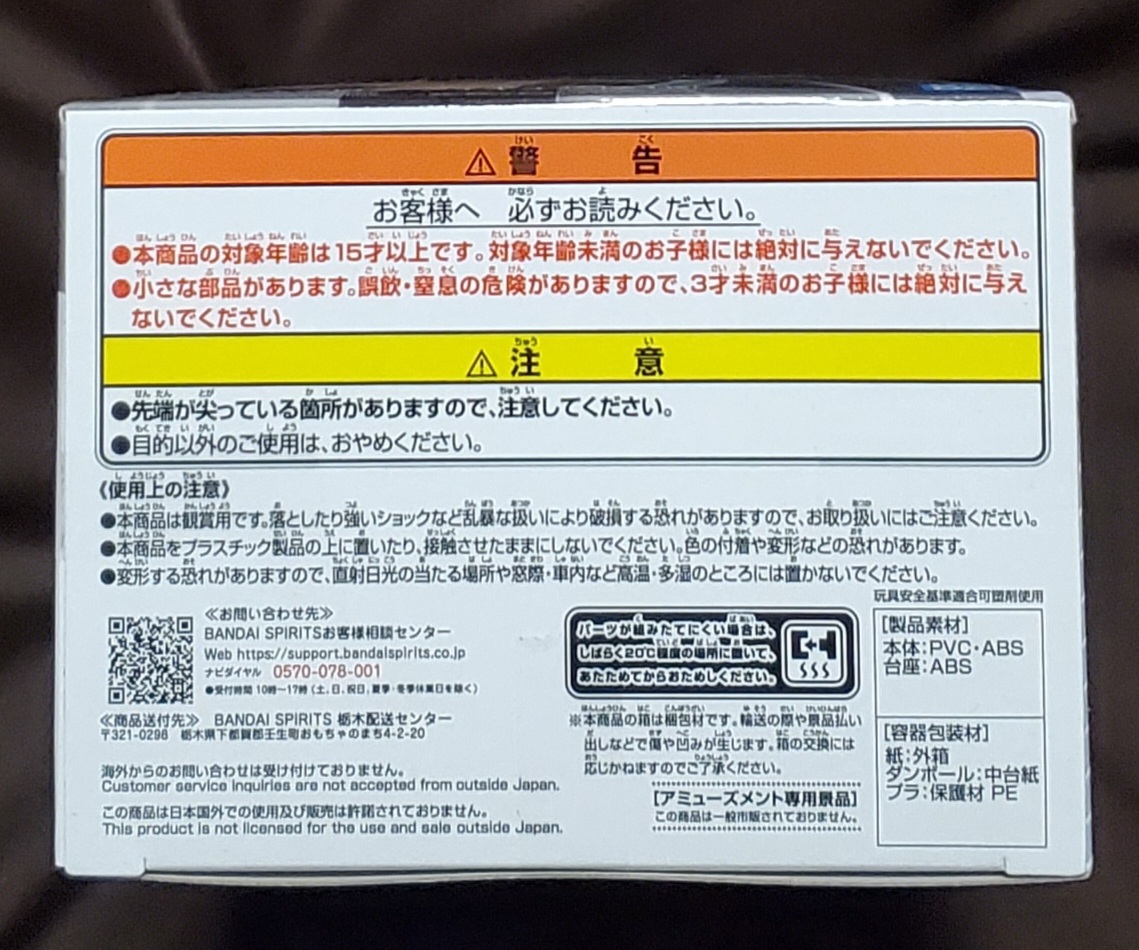 ⚠警告
お客様へ 必ずお読みください。
●本商品の対象年齢は15才以上です。対象年齢未満のお子様には絶対に与えないでください。
●小さな部品があります。誤飲・窒息の危険がありますので、3才未満のお子様には絶対に与え
ないでください。
⚠注意
●先端が尖っている箇所がありますので、注意してください。
●目的以外のご使用は、おやめください。
《使用上の注意》
●本商品は観賞用です。落としたり強いショックなど乱暴な扱いにより破損する恐れがありますので、お取り扱いにはご注意ください。
●本商品をプラスチック製品の上に置いたり、接触させたままにしないでください。色の付着や変形などの恐れがあります。
●変形する恐れがありますので、直射日光の当たる場所や窓際・車内など高温・多湿のところには置かないでください。
≪お問い合わせ先≫
BANDAI SPIRITSお客様相談センター
Web https://support.bandaispirits.co.jp
ナビダイヤル 0570-078-001
●受付時間 10時~17時(土、日、祝日、夏季・冬季休業日を除く)
≪商品送付先≫ BANDAI SPIRITS 栃木配送センター
〒321-0298 栃木県下都賀郡壬生町おもちゃのまち4-2-20
海外からのお問い合わせは受け付けておりません。
Customer service inquiries are not accepted from outside Japan.
この商品は日本国外での使用及び販売は許諾されておりません。
This product is not licensed for the use and sale outside Japan.
パーツが組みたてにくい場合は、
しばらく20℃程度の場所に置いて、
あたためてからおためしください。
※本商品の箱は梱包材です。輸送の際や景品払い
出しなどで傷や凹みが生じます。箱の交換には
応じかねますのでご了承ください。
【アミューズメント専用景品】
この商品は一般市販されておりません。
玩具安全基準適合可塑剤使用
[製品素材]
本体:PVC・ABS
台座:ABS
[容器包装材]
紙:外箱
ダンボール:中台紙
プラ:保護材 PE